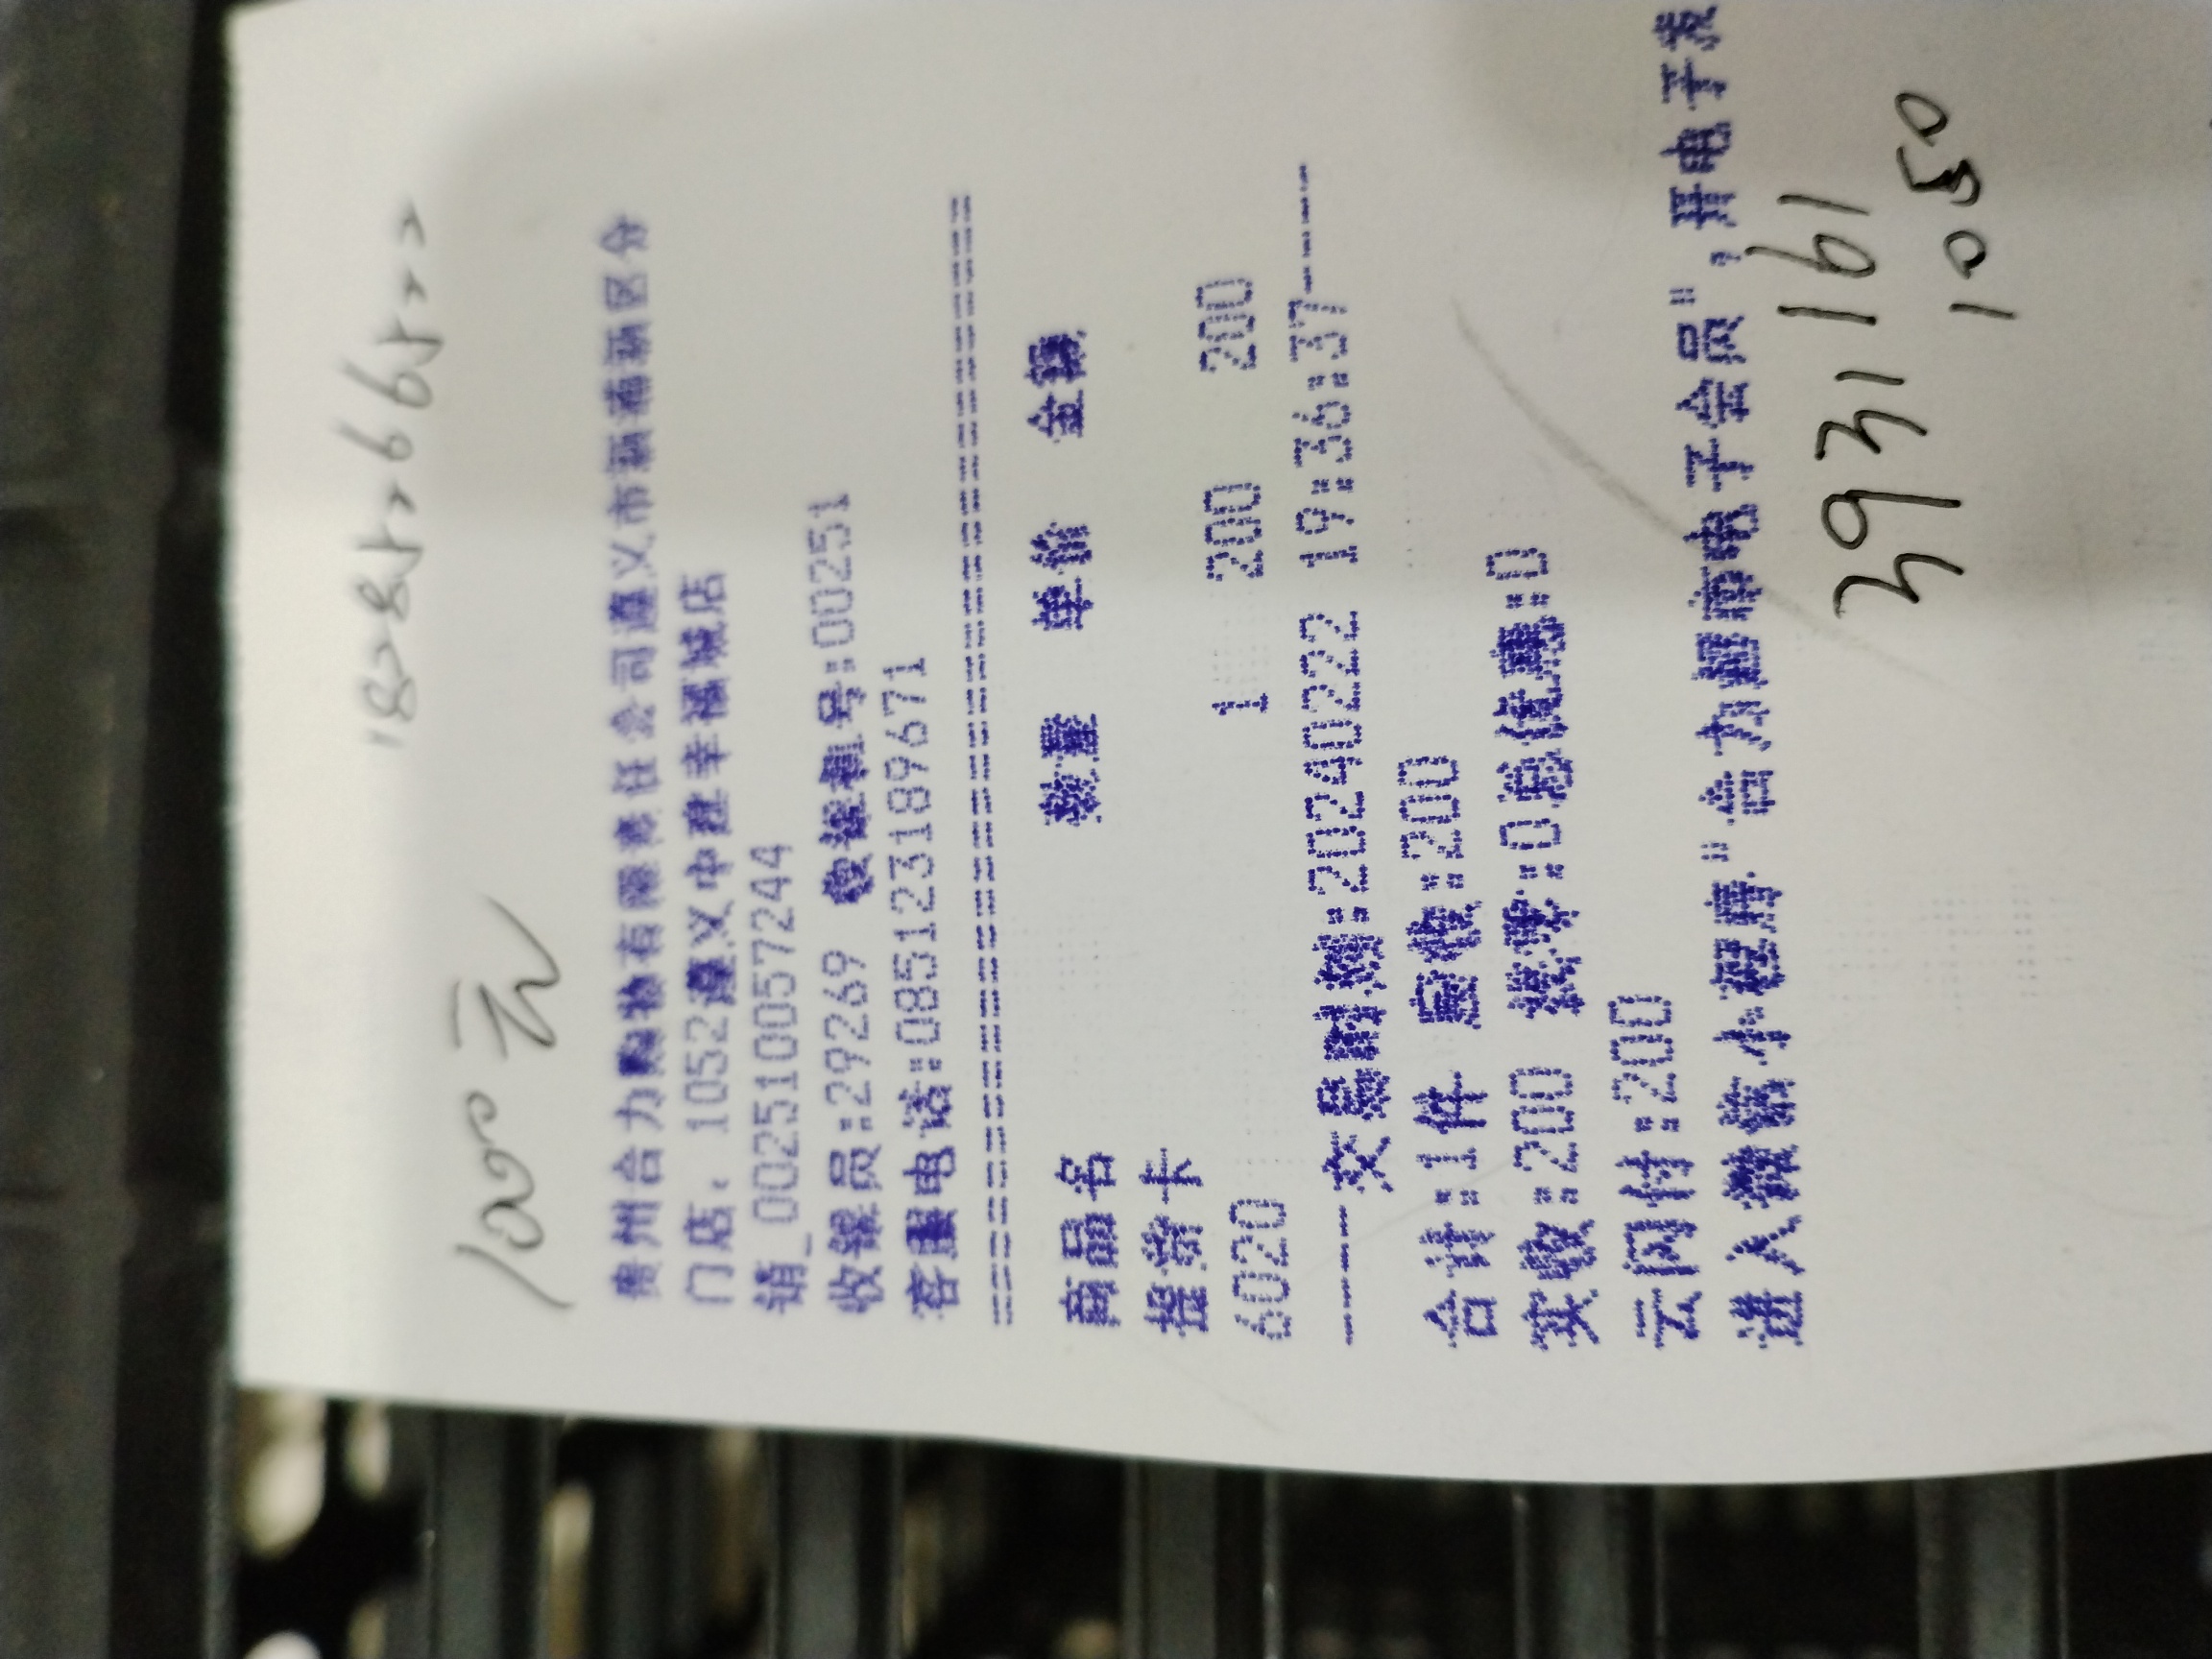 100元
贵州合力购物有限责任公司遵义市新蒲新区分
门店: 1052遵义中建幸福城店
销_0025100057244
收银员:29269 收银机号:00251
客服电话:085123189671
商品名 数量 单价 金额
提货卡
6020 1 200 200
交易时间:20240222 19:36:37
合计:1件 应收:200
实收:200 找零:0总优惠:0
云闪付:200
进入微信小程序"合力超市电子会员",开电子发
3931191
1050